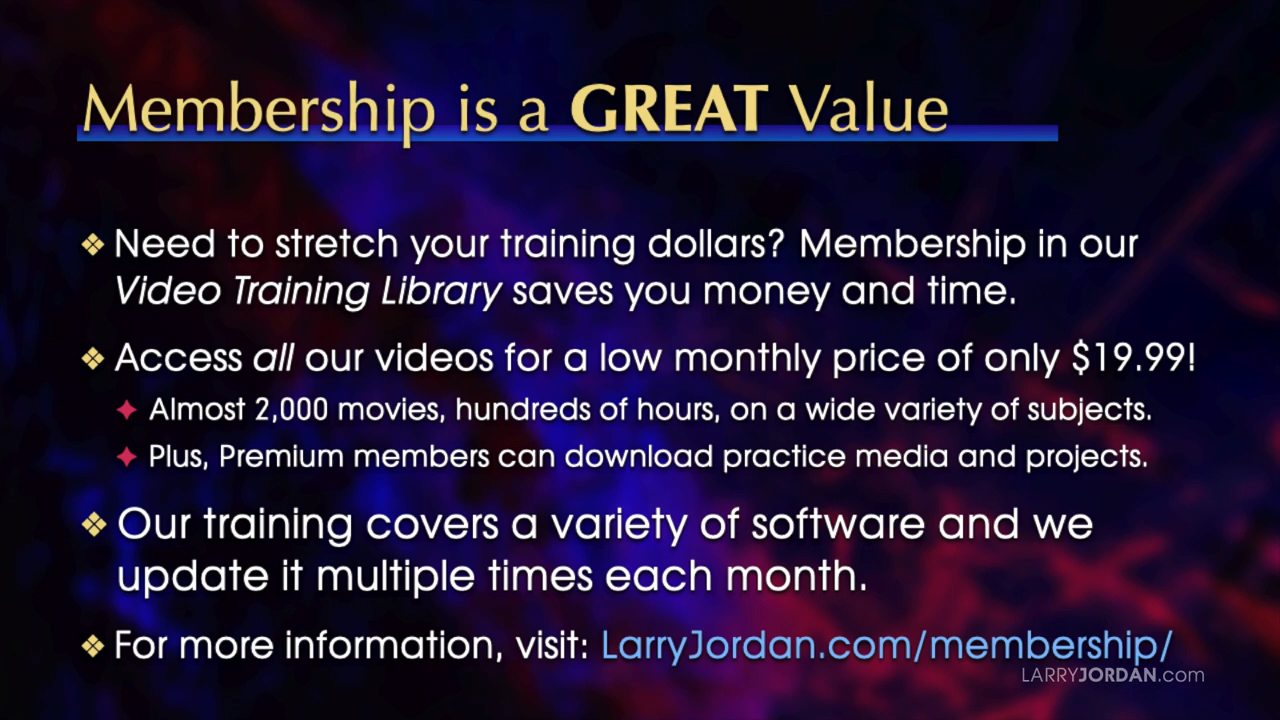 Membership is a GREAT Value
Need to stretch your training dollars? Membership in our
Video Training Library saves you money and time.
Access all our videos for a low monthly price of only $19.99!
Almost 2,000 movies, hundreds of hours, on a wide variety of subjects.
Plus, Premium members can download practice media and projects.
Our training covers a variety of software and we
update it multiple times each month.
For more information, visit: LarryJordan.com/membership/
LARRYJORDAN.com